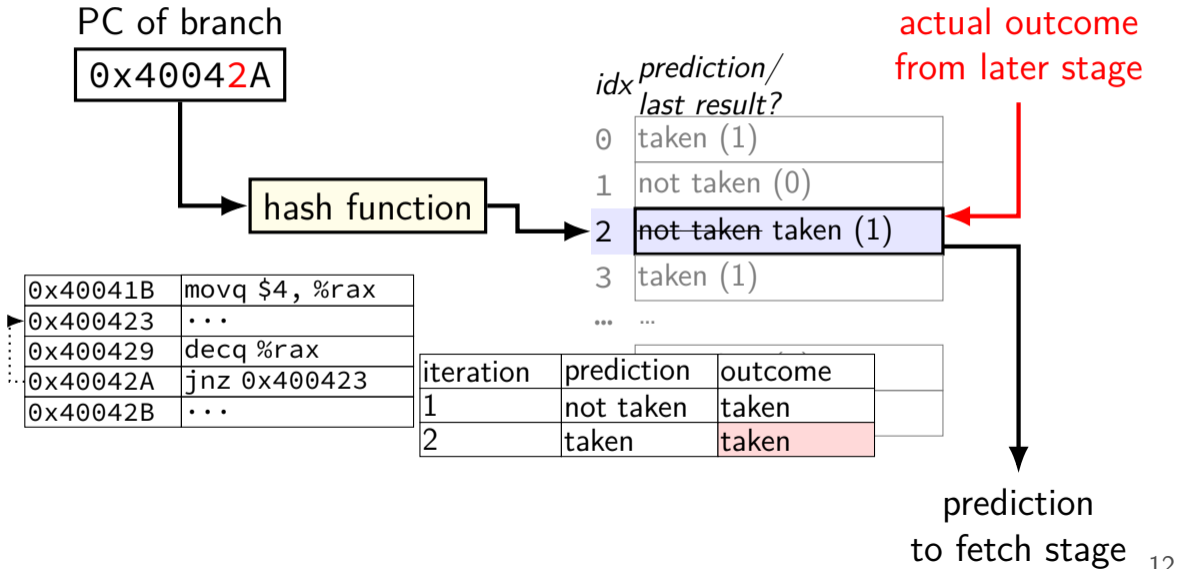 PC of branch
0x40042A
hash function
idx
prediction/
last result?
0 taken (1)
1 not taken (0)
2 not taken taken (1)
3 taken (1)
... ...
actual outcome
from later stage
0x40041B movq $4, %rax
0x400423 ···
0x400429 decq %rax
0x40042A jnz 0x400423
0x40042B ···
iteration prediction outcome
1 not taken taken
2 taken taken
prediction
to fetch stage
12